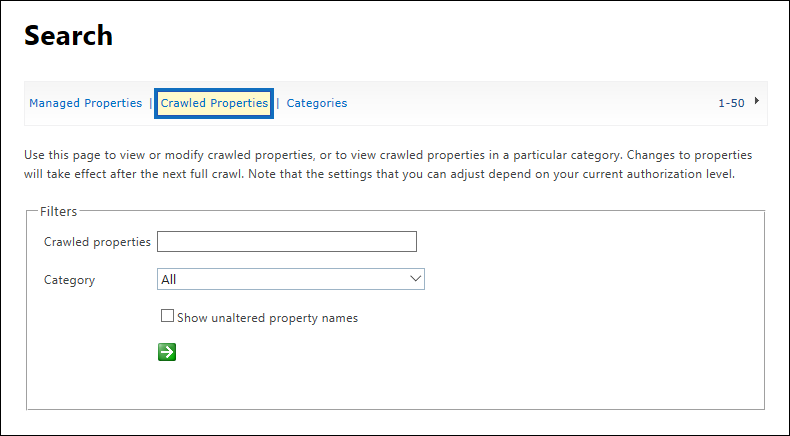 Search
Managed Properties | Crawled Properties | Categories 1-50
Use this page to view or modify crawled properties, or to view crawled properties in a particular category. Changes to properties
will take effect after the next full crawl. Note that the settings that you can adjust depend on your current authorization level.
Filters
Crawled properties
Category All
Show unaltered property names